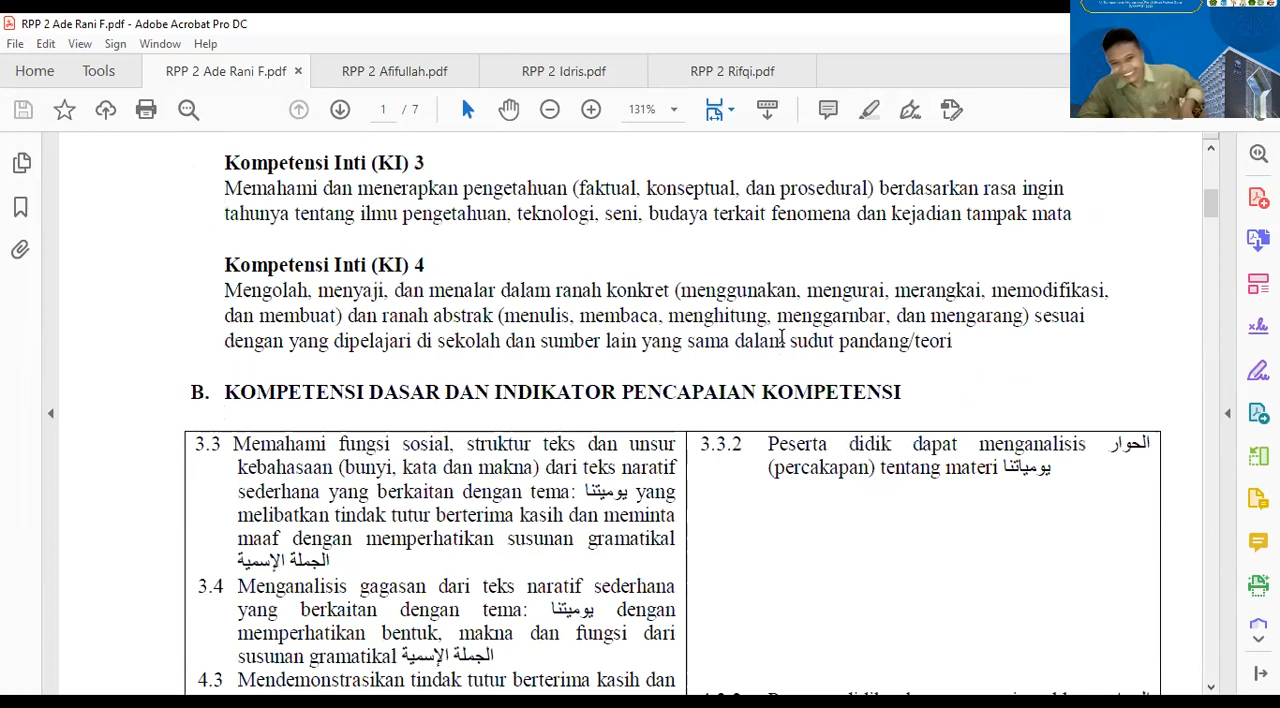 RPP 2 Ade Rani F.pdf - Adobe Acrobat Pro DC
File Edit View Sign Window Help
Home Tools RPP 2 Ade Rani F.pdf × RPP 2 Afifullah.pdf RPP 2 Idris.pdf RPP 2 Rifqi.pdf
1 / 7 131%
Kompetensi Inti (KI) 3
Memahami dan menerapkan pengetahuan (faktual, konseptual, dan prosedural) berdasarkan rasa ingin
tahunya tentang ilmu pengetahuan, teknologi, seni, budaya terkait fenomena dan kejadian tampak mata
Kompetensi Inti (KI) 4
Mengolah, menyaji, dan menalar dalam ranah konkret (menggunakan, mengurai, merangkai, memodifikasi,
dan membuat) dan ranah abstrak (menulis, membaca, menghitung, menggambar, dan mengarang) sesuai
dengan yang dipelajari di sekolah dan sumber lain yang sama dalam sudut pandang/teori
B. KOMPETENSI DASAR DAN INDIKATOR PENCAPAIAN KOMPETENSI
3.3 Memahami fungsi sosial, struktur teks dan unsur
kebahasaan (bunyi, kata dan makna) dari teks naratif
sederhana yang berkaitan dengan tema: يوميتنا yang
melibatkan tindak tutur berterima kasih dan meminta
maaf dengan memperhatikan susunan gramatikal
الجملة الإسمية
3.4 Menganalisis gagasan dari teks naratif sederhana
yang berkaitan dengan tema: يوميتنا dengan
memperhatikan bentuk, makna dan fungsi dari
susunan gramatikal الجملة الإسمية
4.3 Mendemonstrasikan tindak tutur berterima kasih dan
3.3.2 Peserta didik dapat menganalisis الحوار
(percakapan) tentang materi يومياتنا